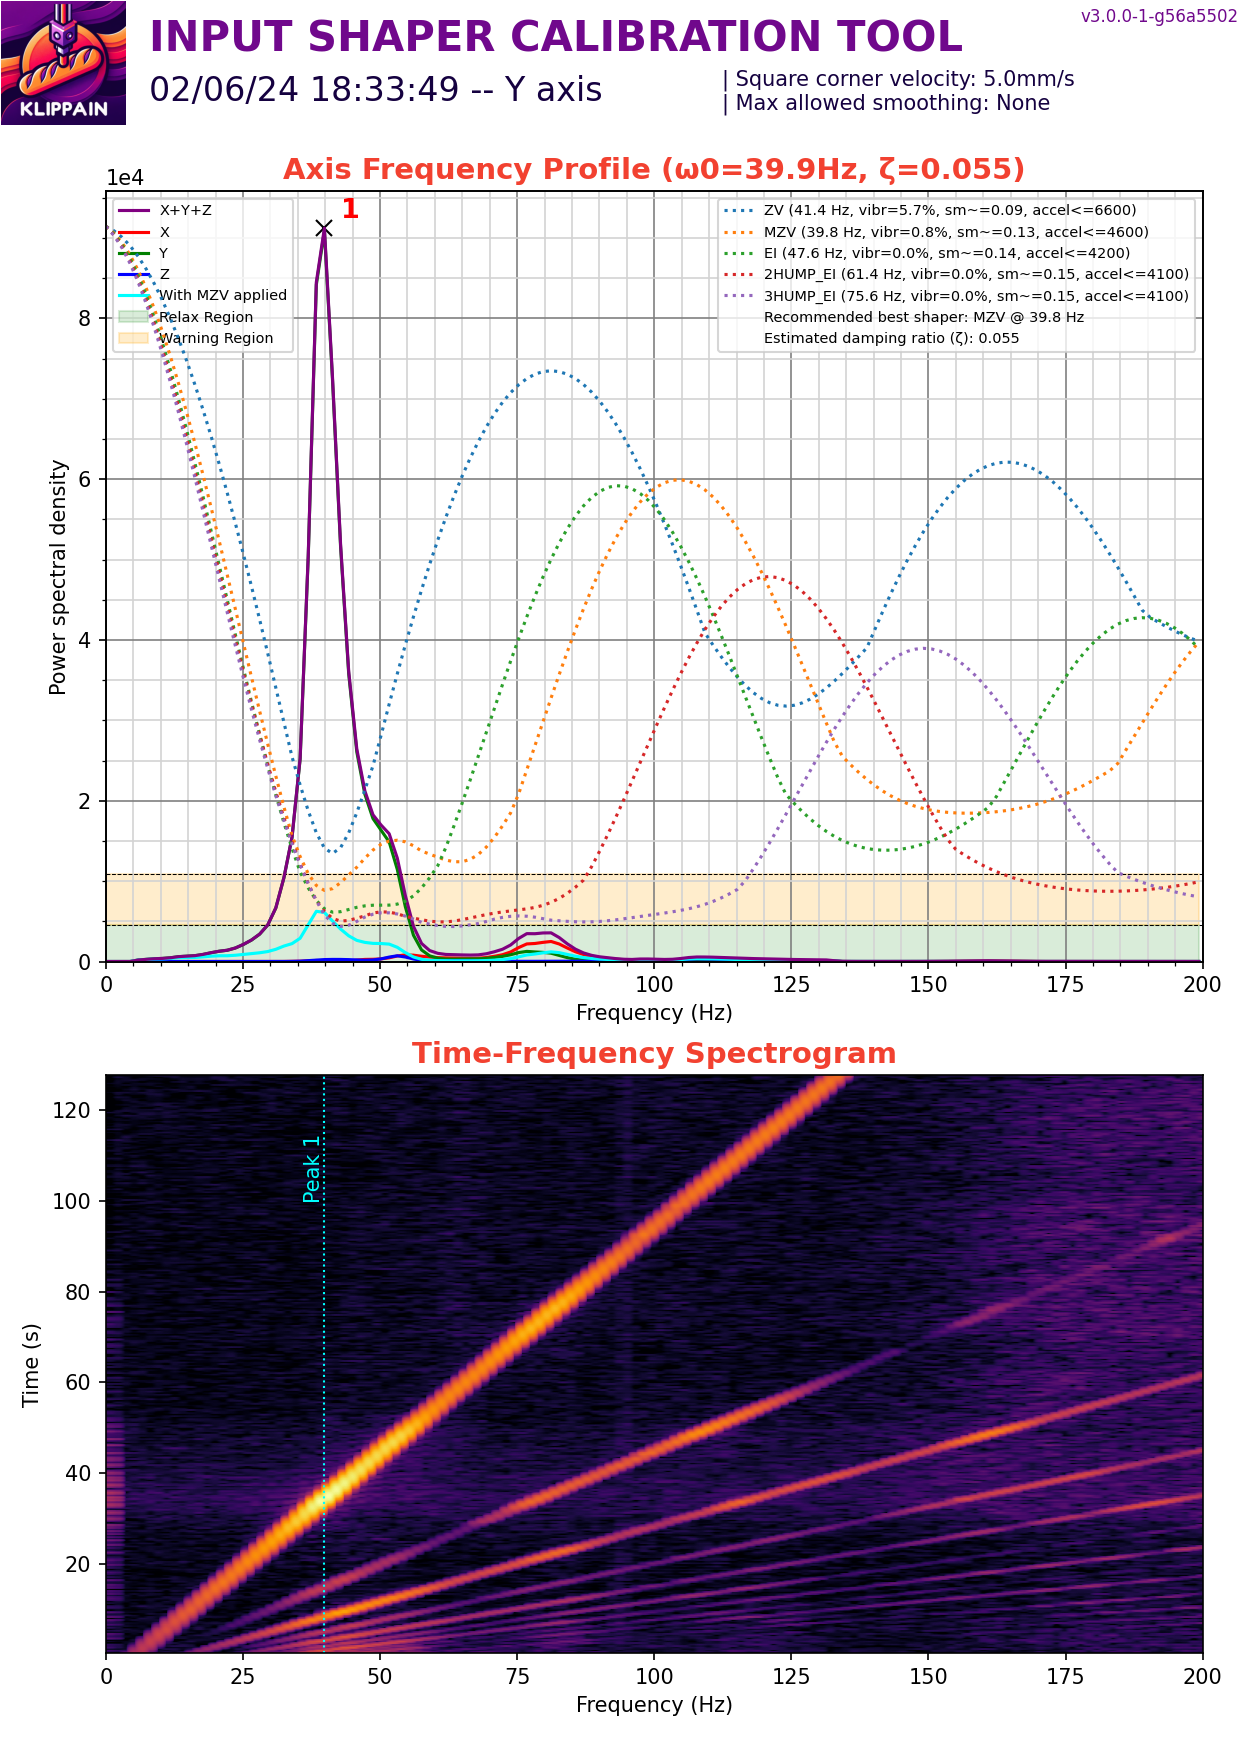 INPUT SHAPER CALIBRATION TOOL
v3.0.0-1-g56a5502
02/06/24 18:33:49 -- Y axis
| Square corner velocity: 5.0mm/s
| Max allowed smoothing: None
KLIPPAIN
Axis Frequency Profile (ω0=39.9Hz, ζ=0.055)
1e4
1
X+Y+Z
X
Y
Z
With MZV applied
Relax Region
Warning Region
ZV (41.4 Hz, vibr=5.7%, sm~=0.09, accel<=6600)
MZV (39.8 Hz, vibr=0.8%, sm~=0.13, accel<=4600)
EI (47.6 Hz, vibr=0.0%, sm~=0.14, accel<=4200)
2HUMP_EI (61.4 Hz, vibr=0.0%, sm~=0.15, accel<=4100)
3HUMP_EI (75.6 Hz, vibr=0.0%, sm~=0.15, accel<=4100)
Recommended best shaper: MZV @ 39.8 Hz
Estimated damping ratio (ζ): 0.055
Power spectral density
8
6
4
2
0
0 25 50 75 100 125 150 175 200
Frequency (Hz)
Time-Frequency Spectrogram
Peak 1
Time (s)
120
100
80
60
40
20
0 25 50 75 100 125 150 175 200
Frequency (Hz)